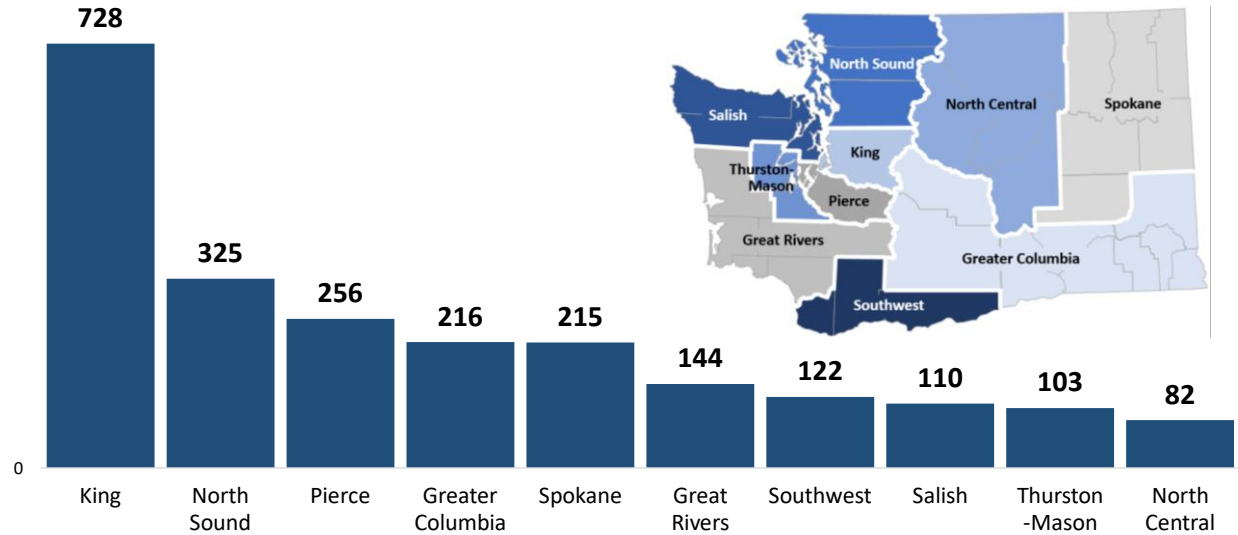 728
325
256
216
215
144
122
110
103
82
0
King
North
Sound
Pierce
Greater
Columbia
Spokane
Great
Rivers
Southwest
Salish
Thurston
-Mason
North
Central
North Sound
North Central
Spokane
Salish
King
Thurston-
Mason
Pierce
Great Rivers
Greater Columbia
Southwest